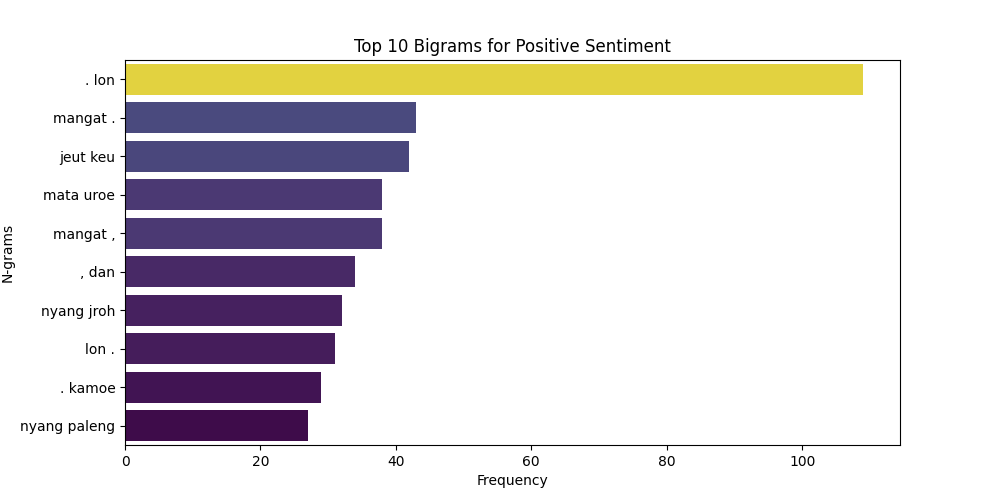 Top 10 Bigrams for Positive Sentiment
. lon
mangat .
jeut keu
mata uroe
mangat ,
, dan
nyang jroh
lon .
. kamoe
nyang paleng
N-grams
0 20 40 60 80 100
Frequency